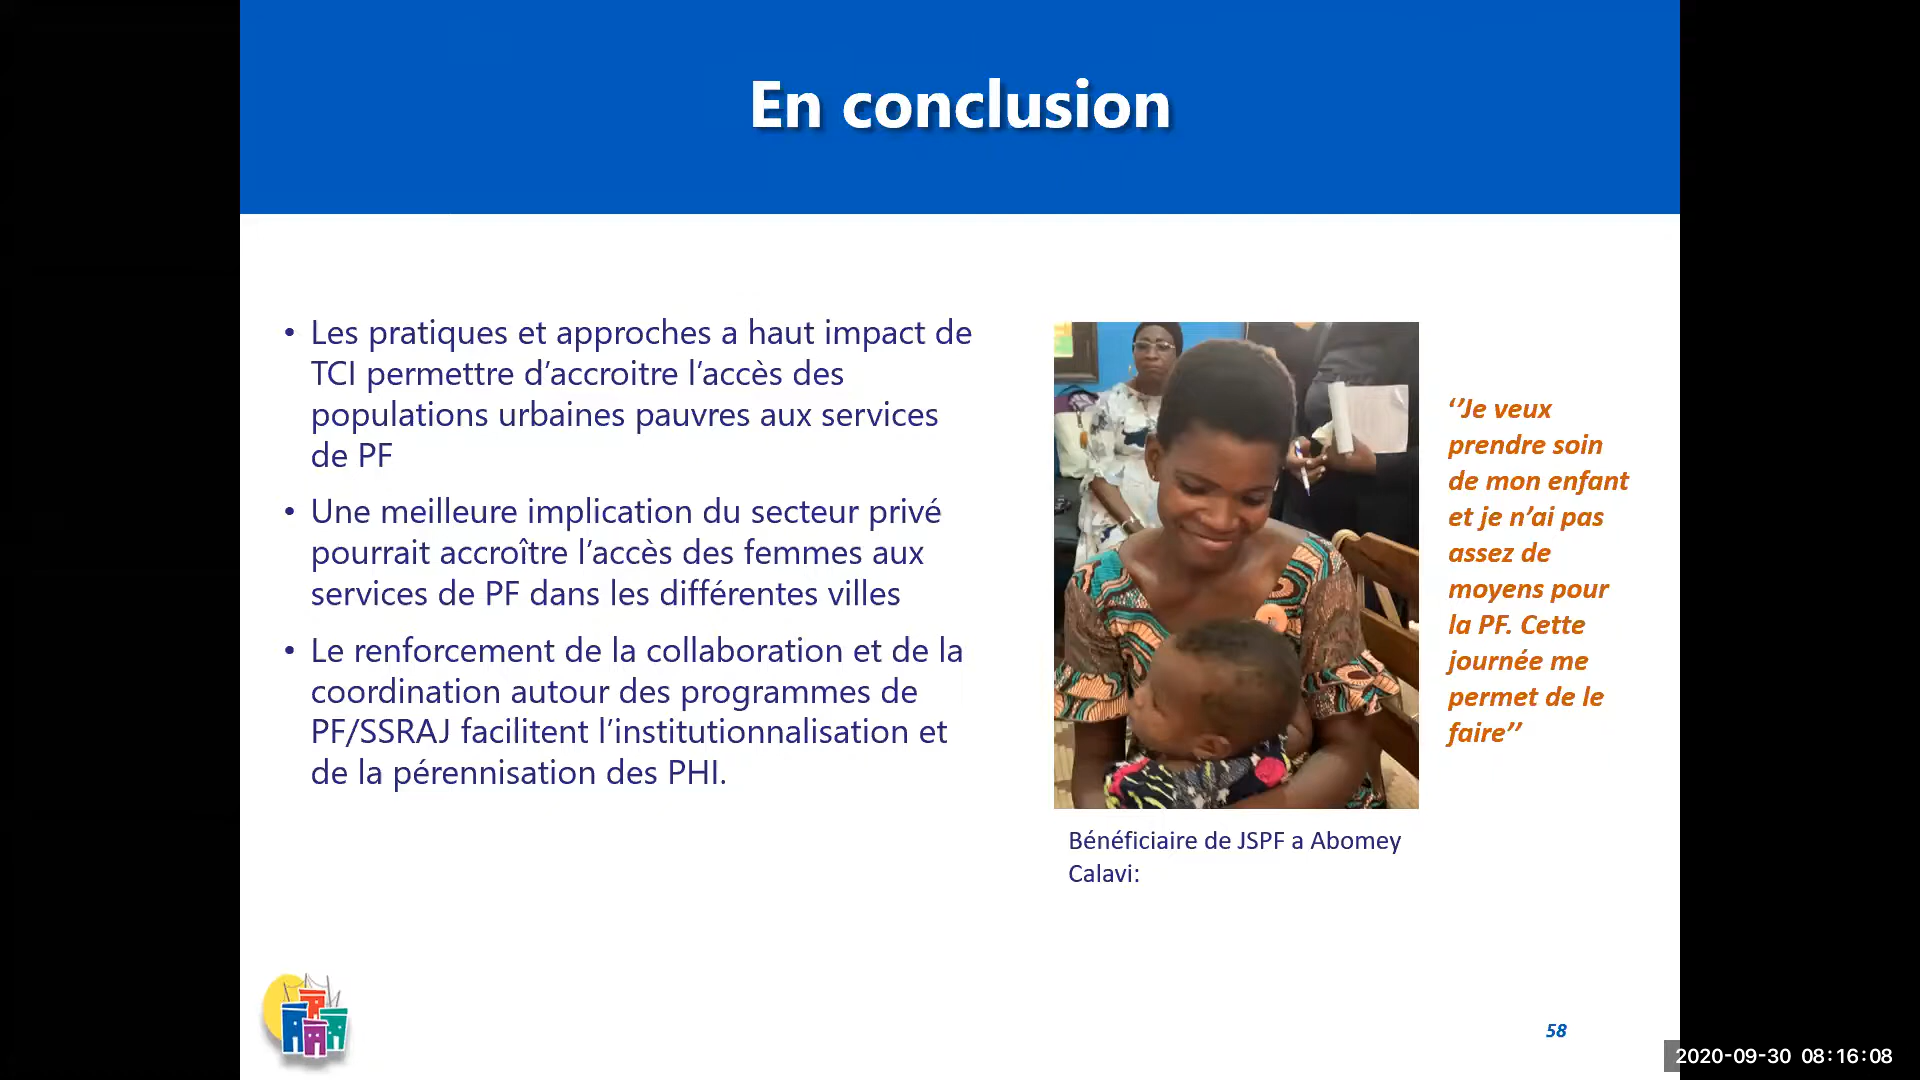 En conclusion
• Les pratiques et approches a haut impact de
TCI permettre d’accroitre l’accès des
populations urbaines pauvres aux services
de PF
• Une meilleure implication du secteur privé
pourrait accroître l’accès des femmes aux
services de PF dans les différentes villes
• Le renforcement de la collaboration et de la
coordination autour des programmes de
PF/SSRAJ facilitent l’institutionnalisation et
de la pérennisation des PHI.
‘’Je veux
prendre soin
de mon enfant
et je n’ai pas
assez de
moyens pour
la PF. Cette
journée me
permet de le
faire’’
Bénéficiaire de JSPF a Abomey
Calavi:
58
2020-09-30 08:16:08